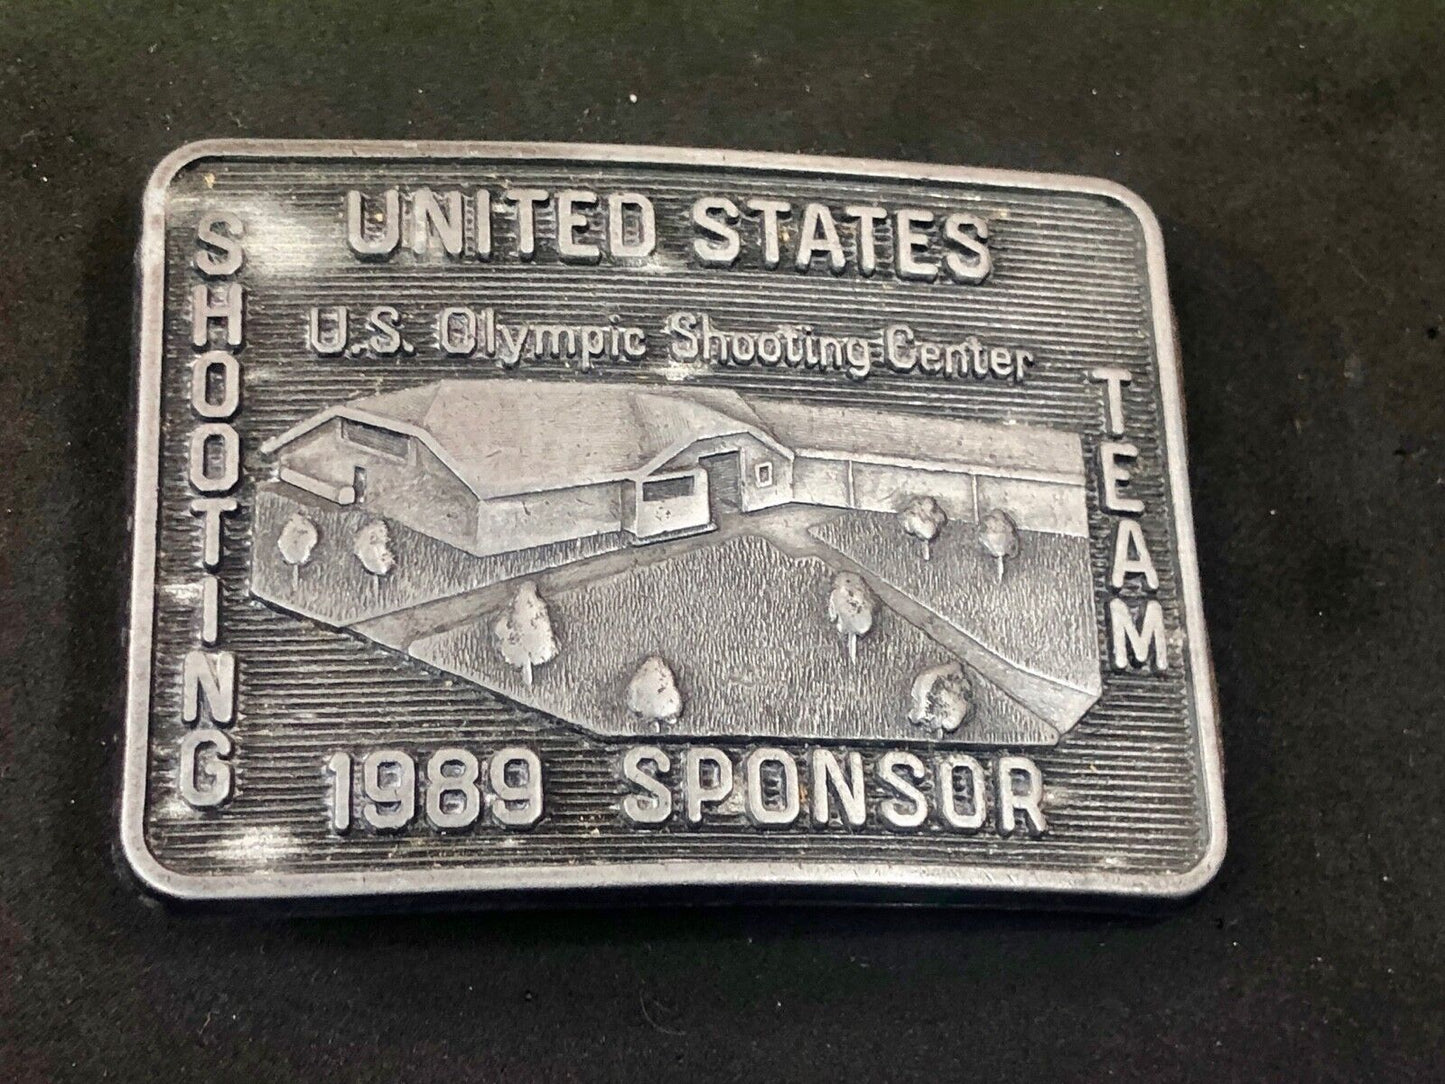 UNITED STATES
SHOOTING
TEAM
U.S. Olympic Shooting Center
1989 SPONSOR